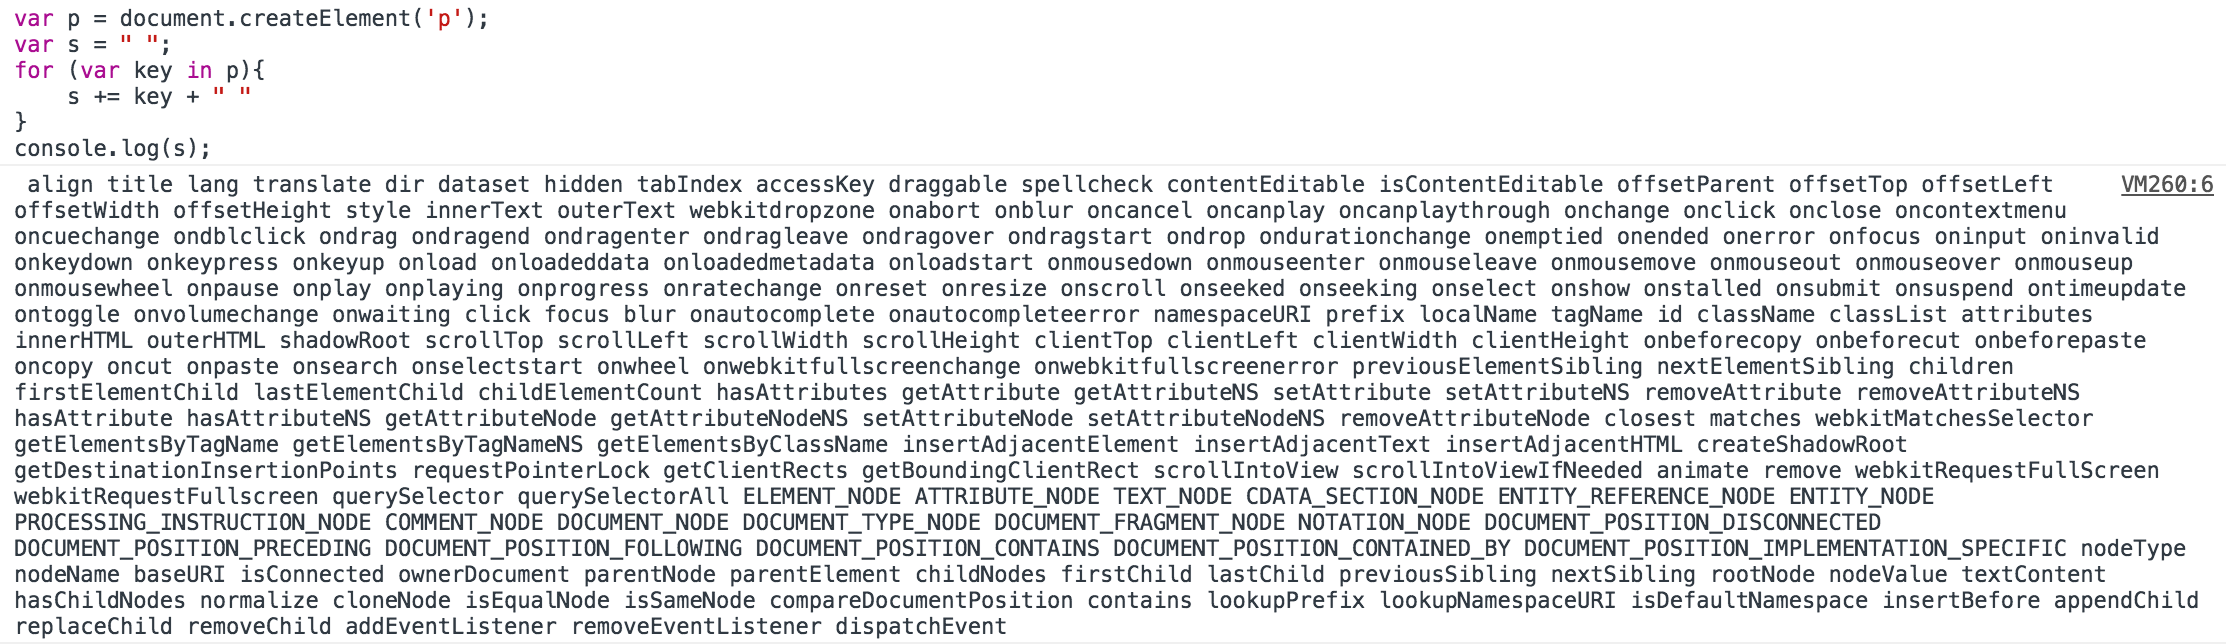 var p = document.createElement('p');
var s = " ";
for (var key in p){
    s += key + " "
}
console.log(s);
 align title lang translate dir dataset hidden tabIndex accessKey draggable spellcheck contentEditable isContentEditable offsetParent offsetTop offsetLeft VM260:6
offsetWidth offsetHeight style innerText outerText webkitdropzone onabort onblur oncancel oncanplay oncanplaythrough onchange onclick onclose oncontextmenu
oncuechange ondblclick ondrag ondragend ondragenter ondragleave ondragover ondragstart ondrop ondurationchange onemptied onended onerror onfocus oninput oninvalid
onkeydown onkeypress onkeyup onload onloadeddata onloadedmetadata onloadstart onmousedown onmouseenter onmouseleave onmousemove onmouseout onmouseover onmouseup
onmousewheel onpause onplay onplaying onprogress onratechange onreset onresize onscroll onseeked onseeking onselect onshow onstalled onsubmit onsuspend ontimeupdate
ontoggle onvolumechange onwaiting click focus blur onautocomplete onautocompleteerror namespaceURI prefix localName tagName id className classList attributes
innerHTML outerHTML shadowRoot scrollTop scrollLeft scrollWidth scrollHeight clientTop clientLeft clientWidth clientHeight onbeforecopy onbeforecut onbeforepaste
oncopy oncut onpaste onsearch onselectstart onwheel onwebkitfullscreenchange onwebkitfullscreenerror previousElementSibling nextElementSibling children
firstElementChild lastElementChild childElementCount hasAttributes getAttribute getAttributeNS setAttribute setAttributeNS removeAttribute removeAttributeNS
hasAttribute hasAttributeNS getAttributeNode getAttributeNodeNS setAttributeNode setAttributeNodeNS removeAttributeNode closest matches webkitMatchesSelector
getElementsByTagName getElementsByTagNameNS getElementsByClassName insertAdjacentElement insertAdjacentText insertAdjacentHTML createShadowRoot
getDestinationInsertionPoints requestPointerLock getClientRects getBoundingClientRect scrollIntoView scrollIntoViewIfNeeded animate remove webkitRequestFullScreen
webkitRequestFullscreen querySelector querySelectorAll ELEMENT_NODE ATTRIBUTE_NODE TEXT_NODE CDATA_SECTION_NODE ENTITY_REFERENCE_NODE ENTITY_NODE
PROCESSING_INSTRUCTION_NODE COMMENT_NODE DOCUMENT_NODE DOCUMENT_TYPE_NODE DOCUMENT_FRAGMENT_NODE NOTATION_NODE DOCUMENT_POSITION_DISCONNECTED
DOCUMENT_POSITION_PRECEDING DOCUMENT_POSITION_FOLLOWING DOCUMENT_POSITION_CONTAINS DOCUMENT_POSITION_CONTAINED_BY DOCUMENT_POSITION_IMPLEMENTATION_SPECIFIC nodeType
nodeName baseURI isConnected ownerDocument parentNode parentElement childNodes firstChild lastChild previousSibling nextSibling rootNode nodeValue textContent
hasChildNodes normalize cloneNode isEqualNode isSameNode compareDocumentPosition contains lookupPrefix lookupNamespaceURI isDefaultNamespace insertBefore appendChild
replaceChild removeChild addEventListener removeEventListener dispatchEvent